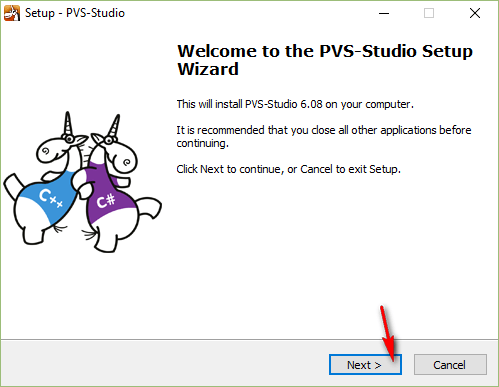 Setup - PVS-Studio
Welcome to the PVS-Studio Setup
Wizard
This will install PVS-Studio 6.08 on your computer.
It is recommended that you close all other applications before
continuing.
Click Next to continue, or Cancel to exit Setup.
C++
C#
Next >
Cancel